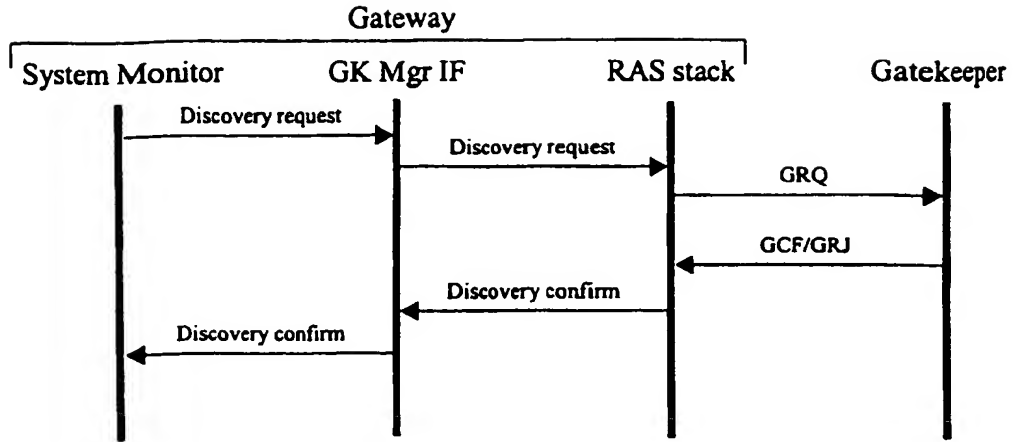 Gateway
System Monitor GK Mgr IF RAS stack Gatekeeper
Discovery request
Discovery request
GRQ
GCF/GRJ
Discovery confirm
Discovery confirm